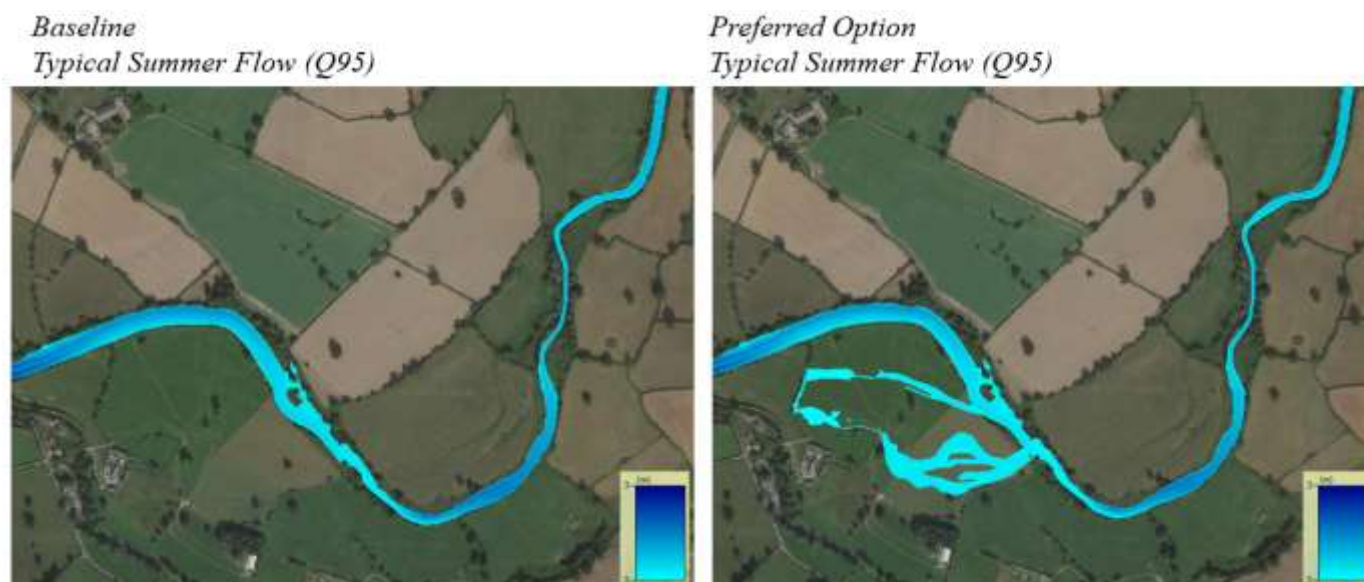 Baseline
Typical Summer Flow (Q95)
Preferred Option
Typical Summer Flow (Q95)